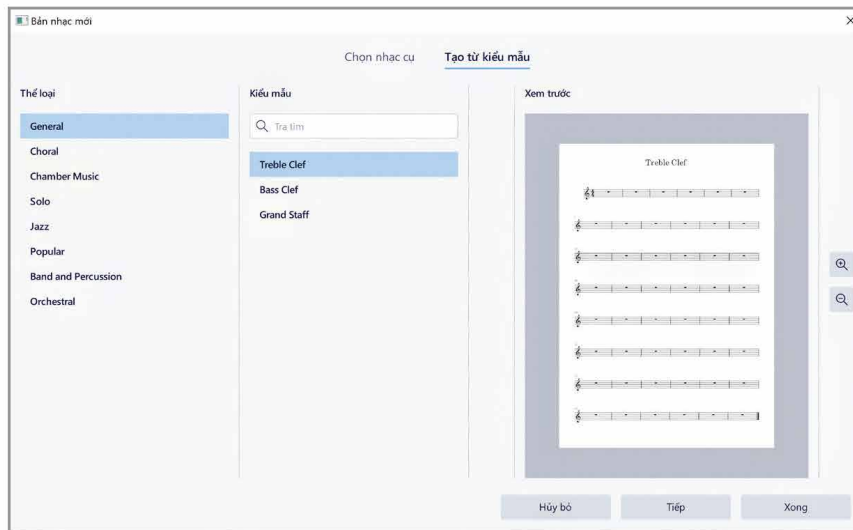 Bản nhạc mới
Chọn nhạc cụ
Tạo từ kiểu mẫu
Thể loại
Kiểu mẫu
Xem trước
General
Choral
Chamber Music
Solo
Jazz
Popular
Band and Percussion
Orchestral
Tra tìm
Treble Clef
Bass Clef
Grand Staff
Treble Clef
Hủy bỏ
Tiếp
Xong